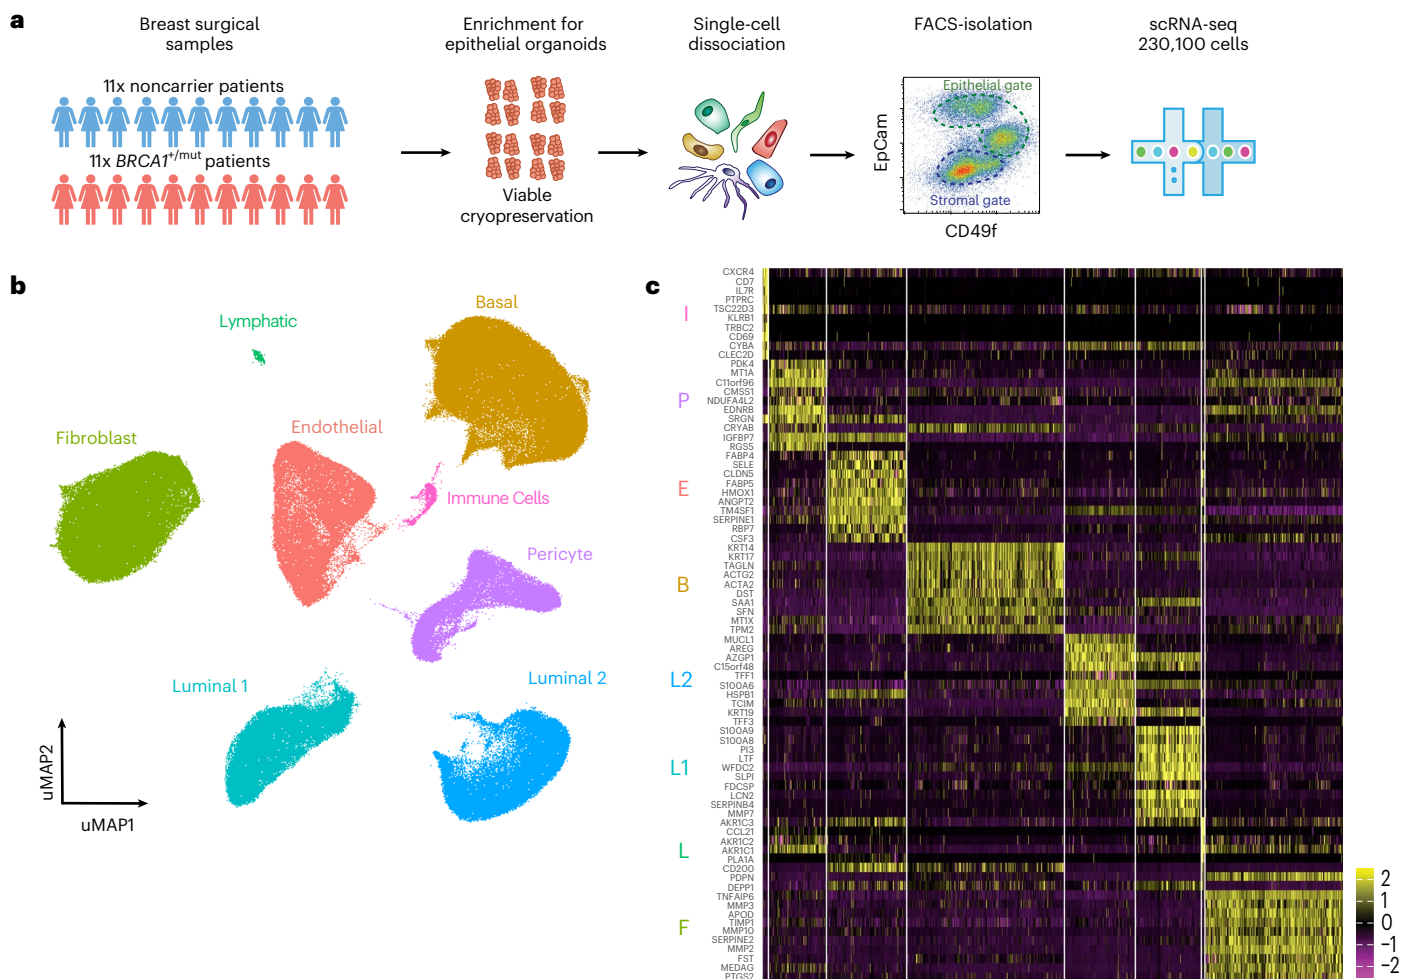 a
Breast surgical
samples
Enrichment for
epithelial organoids
Single-cell
dissociation
FACS-isolation
scRNA-seq
230,100 cells
11x noncarrier patients
11x BRCA1+/mut patients
Viable
cryopreservation
Epithelial gate
EpCam
Stromal gate
CD49f
b
Basal
Lymphatic
Fibroblast
Endothelial
Immune Cells
Pericyte
Luminal 1
Luminal 2
uMAP2
uMAP1
c
I
P
E
B
L2
L1
L
F
CXCR4
CD7
IL7R
PTPRC
TSC22D3
KLRB1
TRBC2
CD69
CYBA
CLEC2D
PDK4
MT1A
C11orf96
CMSS1
NDUFA4L2
EDNRB
SRGN
CRYAB
IGFBP7
RGS5
FABP4
SELE
CLDN5
FABP5
HMOX1
ANGPT2
TM4SF1
SERPINE1
RBP7
CSF3
KRT14
KRT17
TAGLN
ACTG2
ACTA2
DST
SAA1
SFN
MT1X
TPM2
MUCL1
AREG
AZGP1
C15orf48
TFF1
S100A6
HSPB1
TCIM
KRT19
TFF3
S100A9
S100A8
PI3
LTF
WFDC2
SLPI
FDCSP
LCN2
SERPINB4
MMP7
AKR1C3
CCL21
AKR1C2
AKR1C1
PLA1A
CD200
PDPN
DEPP1
TNFAIP6
MMP3
APOD
TIMP1
MMP10
SERPINE2
MMP2
FST
MEDAG
PTGS2
2
1
0
−1
−2